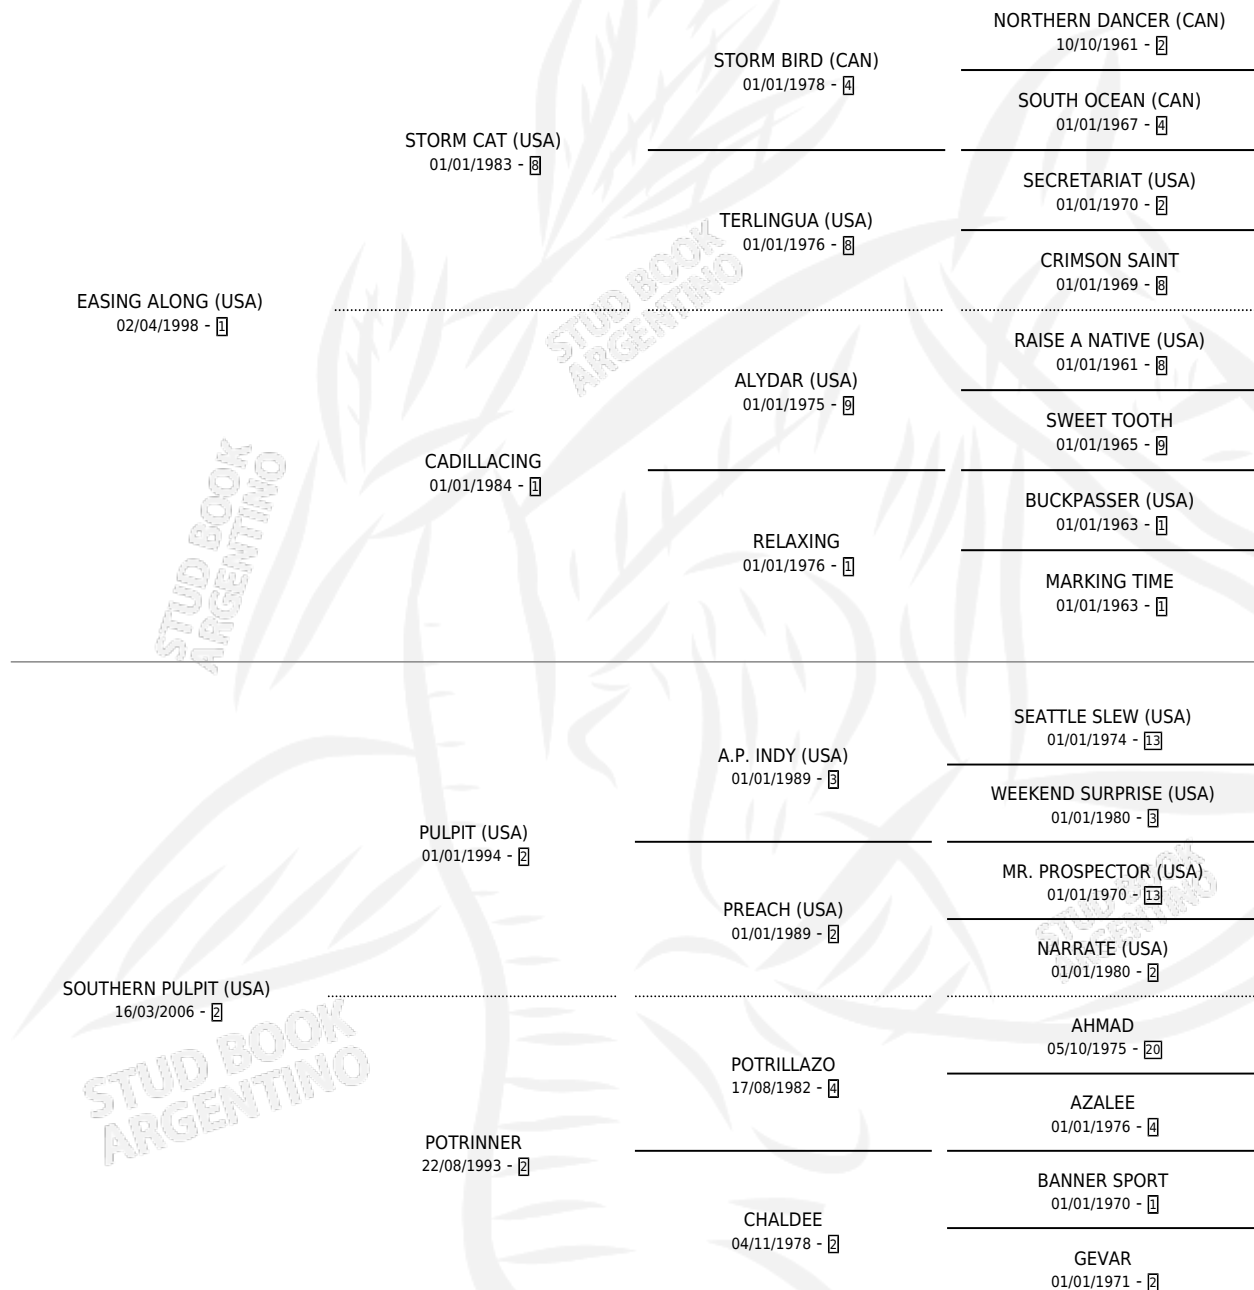 NORTHERN DANCER (CAN)
10/10/1961 - 2
STORM BIRD (CAN)
01/01/1978 - 4
SOUTH OCEAN (CAN)
01/01/1967 - 4
STORM CAT (USA)
01/01/1983 - 8
SECRETARIAT (USA)
01/01/1970 - 2
TERLINGUA (USA)
01/01/1976 - 8
CRIMSON SAINT
01/01/1969 - 8
EASING ALONG (USA)
02/04/1998 - 1
RAISE A NATIVE (USA)
01/01/1961 - 8
ALYDAR (USA)
01/01/1975 - 9
SWEET TOOTH
01/01/1965 - 9
CADILLACING
01/01/1984 - 1
BUCKPASSER (USA)
01/01/1963 - 1
RELAXING
01/01/1976 - 1
MARKING TIME
01/01/1963 - 1
SEATTLE SLEW (USA)
01/01/1974 - 13
A.P. INDY (USA)
01/01/1989 - 3
WEEKEND SURPRISE (USA)
01/01/1980 - 3
PULPIT (USA)
01/01/1994 - 2
MR. PROSPECTOR (USA)
01/01/1970 - 13
PREACH (USA)
01/01/1989 - 2
NARRATE (USA)
01/01/1980 - 2
SOUTHERN PULPIT (USA)
16/03/2006 - 2
AHMAD
05/10/1975 - 20
POTRILLAZO
17/08/1982 - 4
AZALEE
01/01/1976 - 4
POTRINNER
22/08/1993 - 2
BANNER SPORT
01/01/1970 - 1
CHALDEE
04/11/1978 - 2
GEVAR
01/01/1971 - 2
STUD BOOK
ARGENTINO
STUD BOOK
ARGENTINO
STUD BOOK
ARGENTINO
STUD BOOK
ARGENTINO